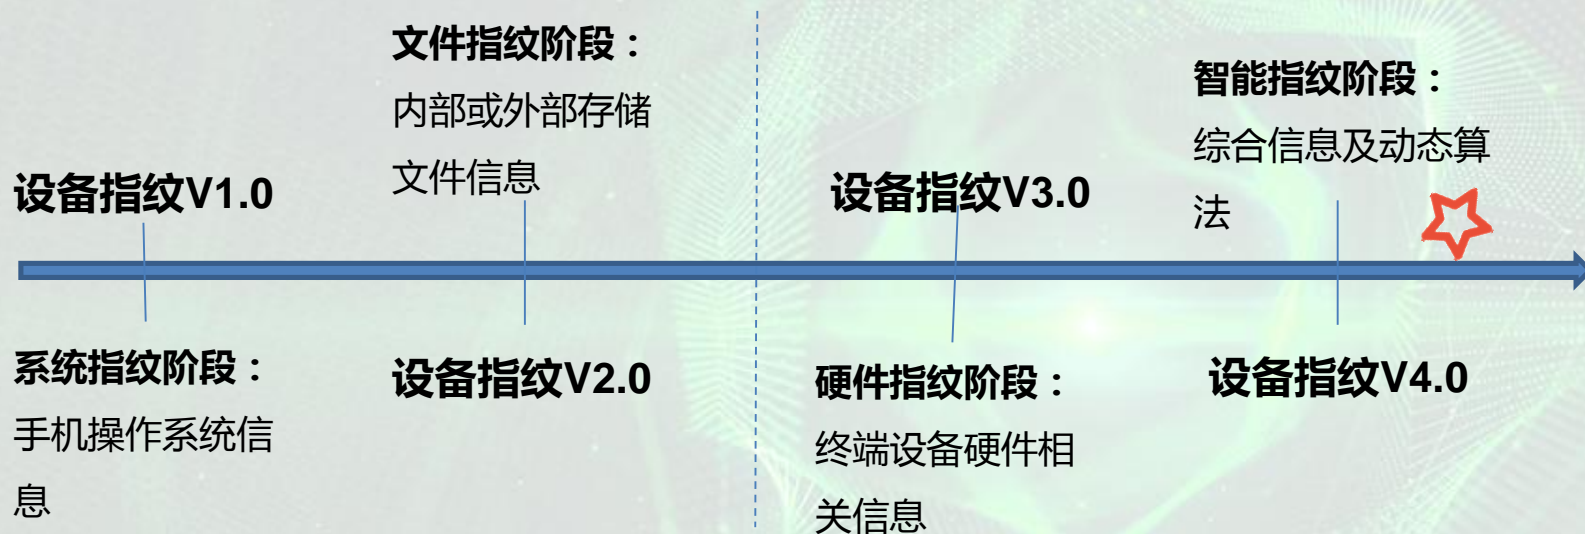 设备指纹V1.0
系统指纹阶段：
手机操作系统信
息
文件指纹阶段：
内部或外部存储
文件信息
设备指纹V2.0
设备指纹V3.0
硬件指纹阶段：
终端设备硬件相
关信息
智能指纹阶段：
综合信息及动态算
法
设备指纹V4.0